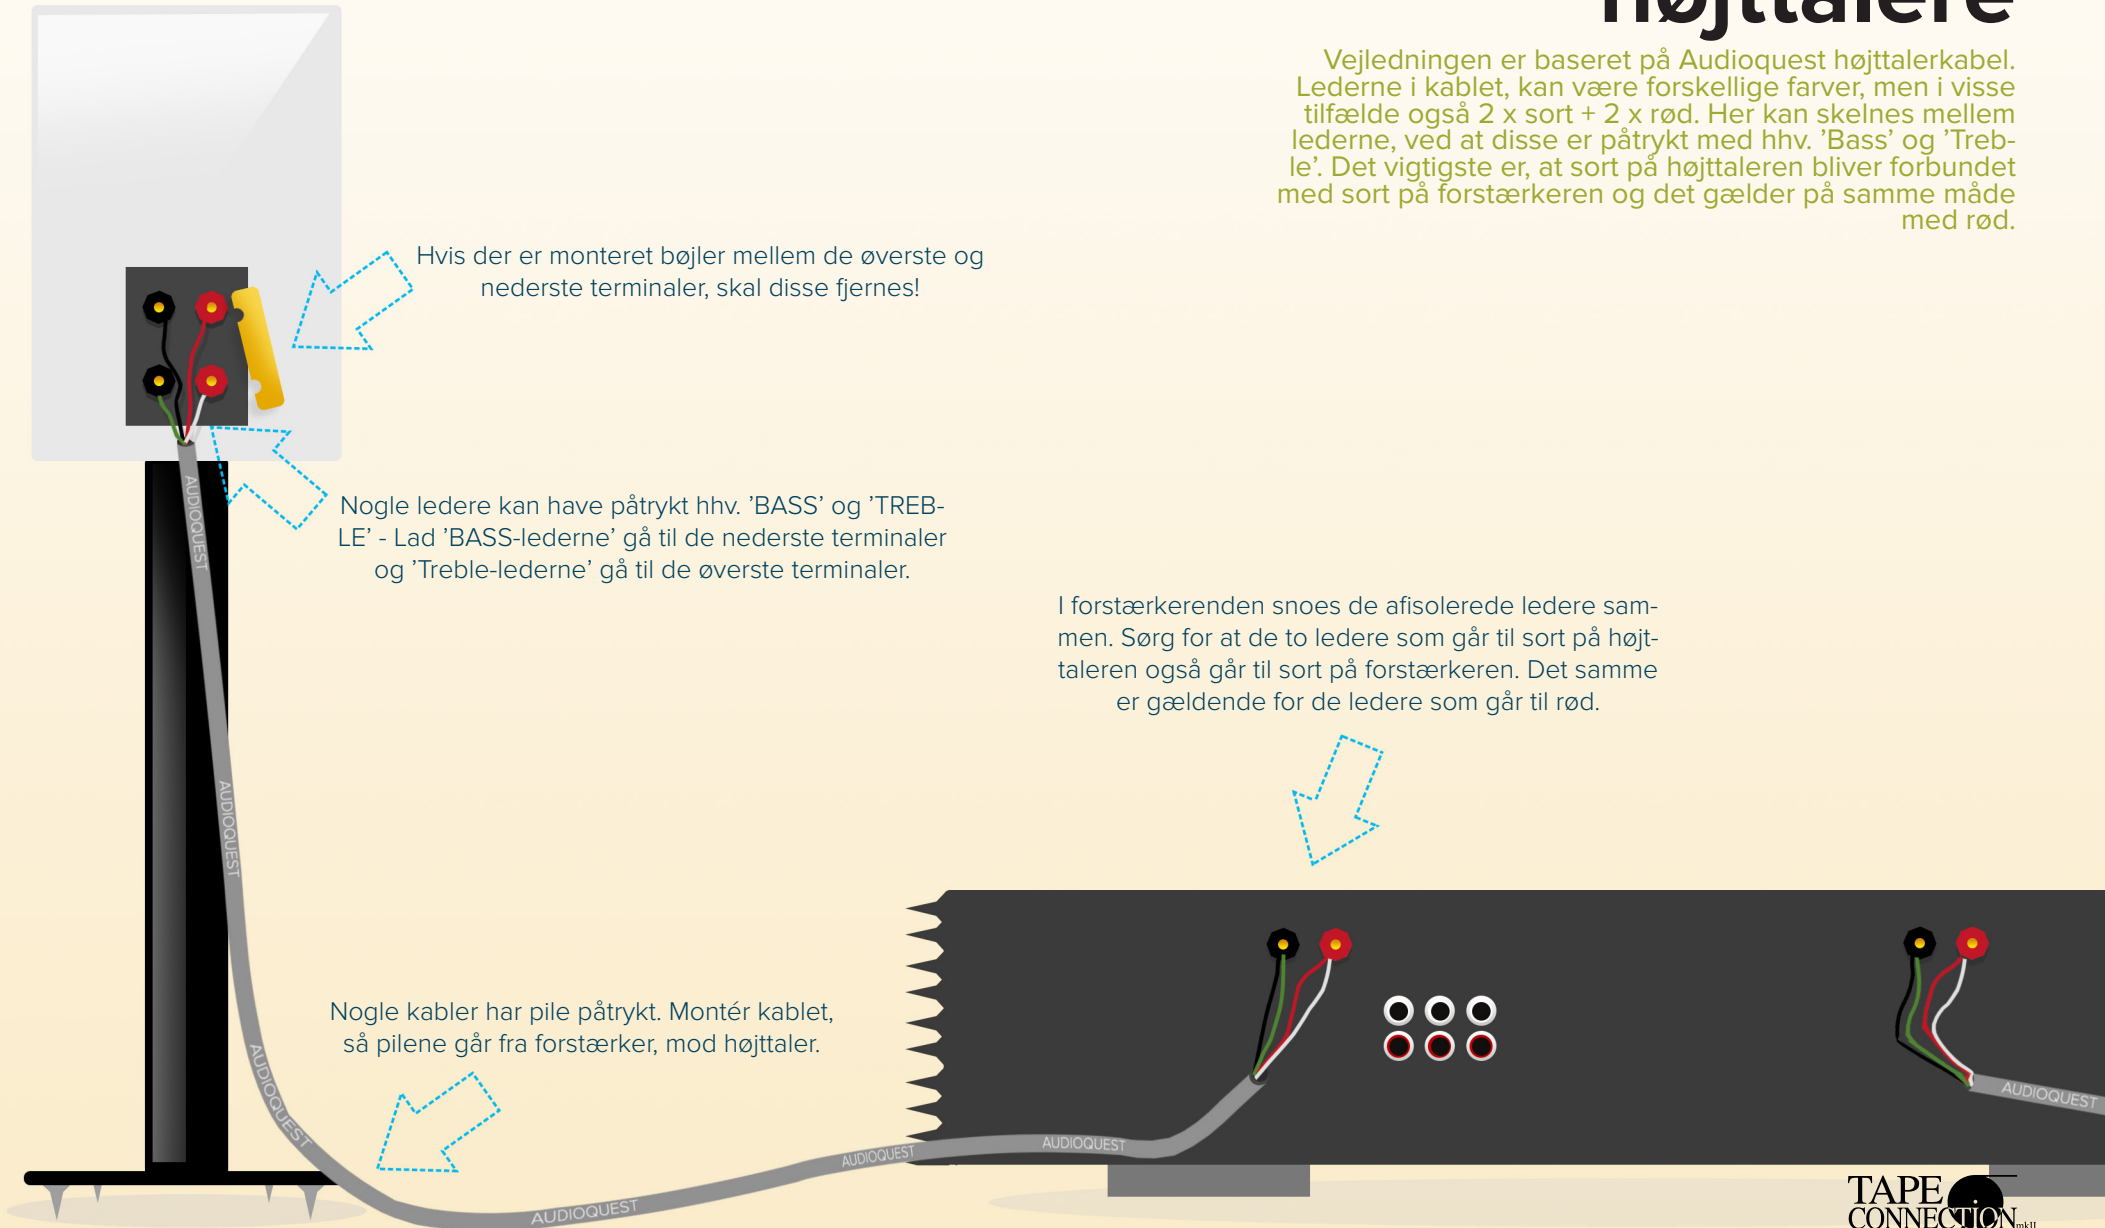 højttalere
Vejledningen er baseret på Audioquest højttalerkabel.
Lederne i kablet, kan være forskellige farver, men i visse
tilfælde også 2 x sort + 2 x rød. Her kan skelnes mellem
lederne, ved at disse er påtrykt med hhv. ’Bass’ og ’Treb-
le’. Det vigtigste er, at sort på højttaleren bliver forbundet
med sort på forstærkeren og det gælder på samme måde
med rød.
Hvis der er monteret bøjler mellem de øverste og
nederste terminaler, skal disse fjernes!
Nogle ledere kan have påtrykt hhv. ’BASS’ og ’TREB-
LE’ - Lad ’BASS-lederne’ gå til de nederste terminaler
og ’Treble-lederne’ gå til de øverste terminaler.
I forstærkerenden snoes de afisolerede ledere sam-
men. Sørg for at de to ledere som går til sort på højt-
taleren også går til sort på forstærkeren. Det samme
er gældende for de ledere som går til rød.
Nogle kabler har pile påtrykt. Montér kablet,
så pilene går fra forstærker, mod højttaler.
AUDIOQUEST
AUDIOQUEST
AUDIOQUEST
AUDIOQUEST
AUDIOQUEST
AUDIOQUEST
AUDIOQUEST
TAPE
CONNECTION mkII